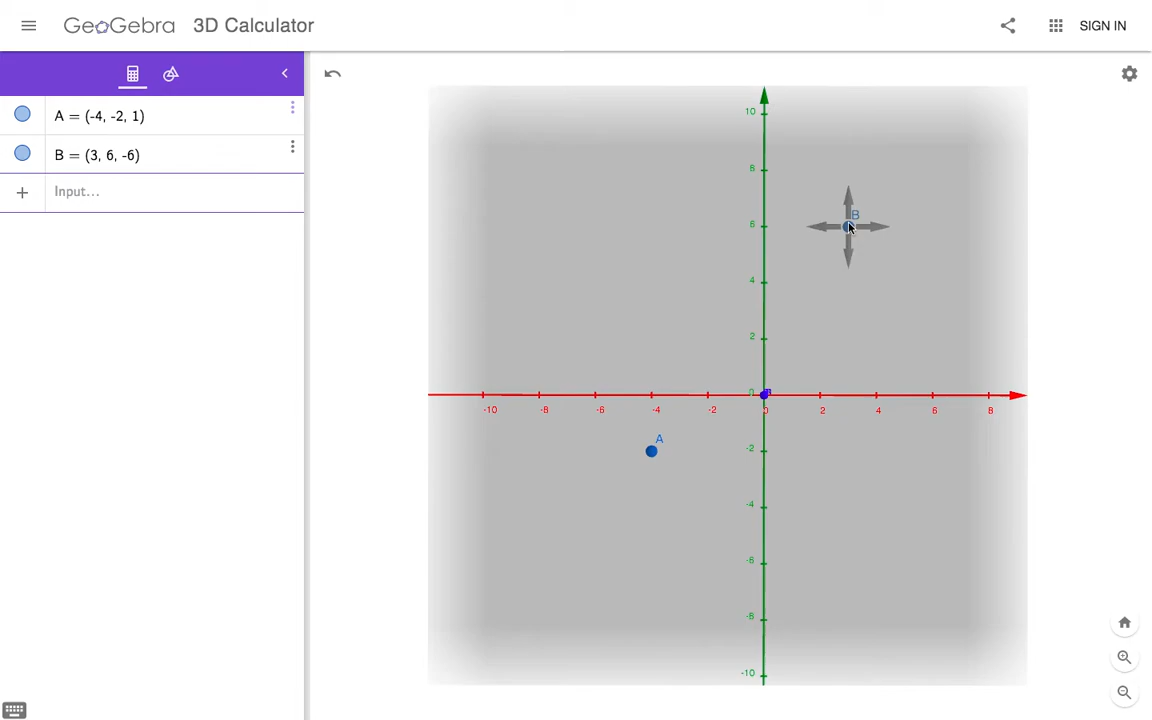 GeoGebra 3D Calculator SIGN IN
A = (-4, -2, 1)
B = (3, 6, -6)
Input...
10
8
6
4
2
0
-2
-4
-6
-8
-10
-10 -8 -6 -4 -2 0 2 4 6 8
B
A